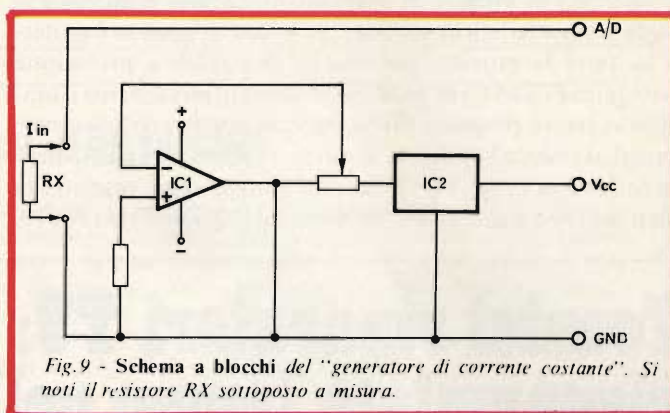 A/D
I in
+
RX
−
IC1
+
IC2
Vcc
−
GND
Fig. 9 - Schema a blocchi del "generatore di corrente costante". Si
noti il resistore RX sottoposto a misura.